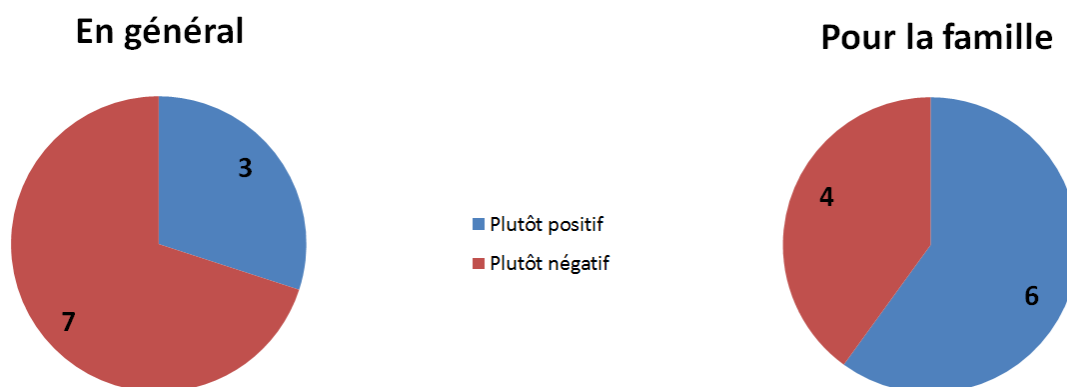 En général
3
7
Plutôt positif
Plutôt négatif
Pour la famille
4
6